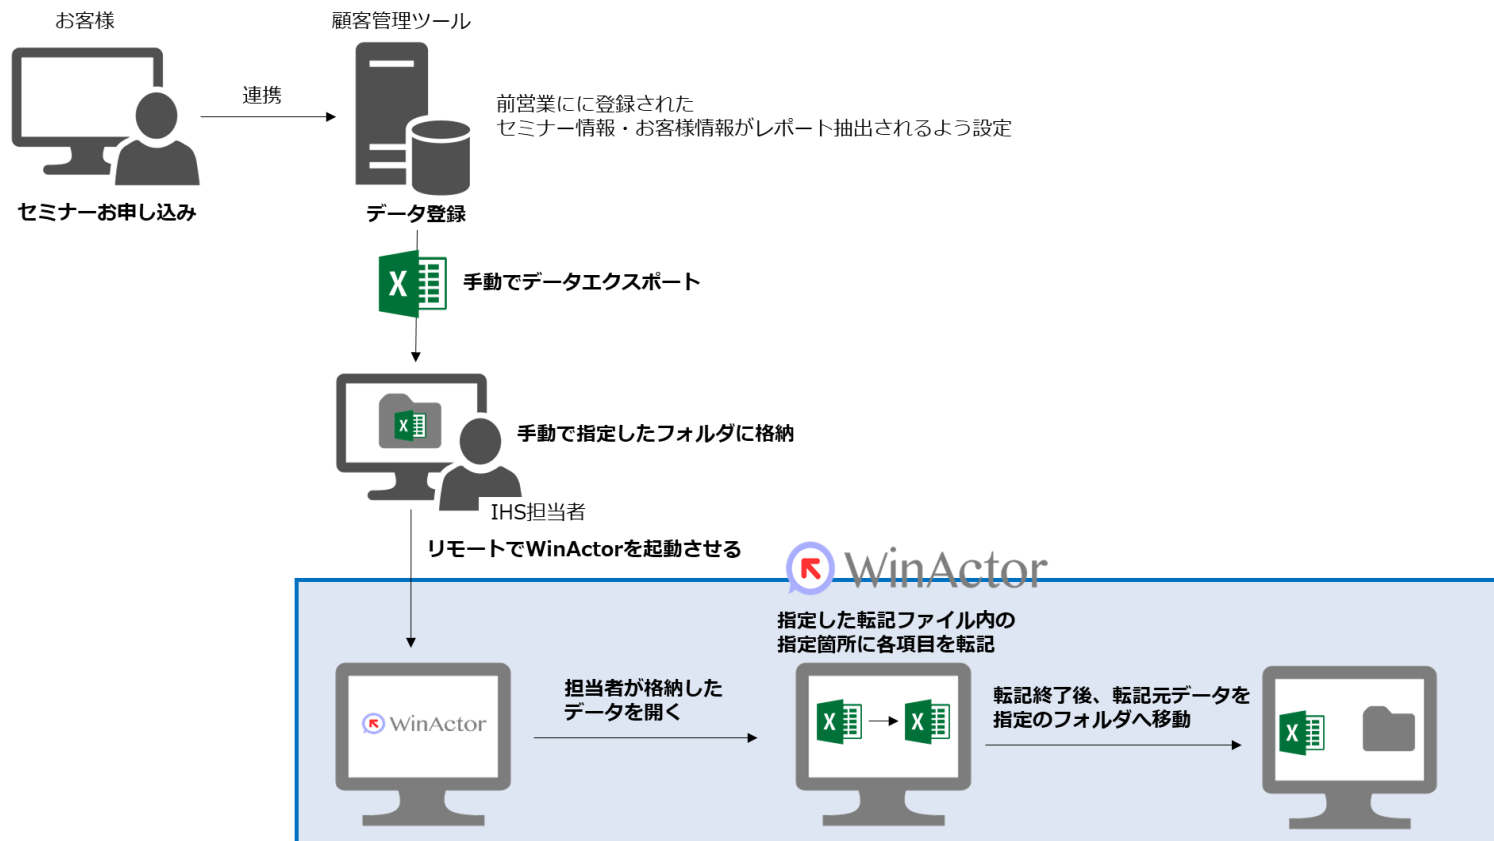 お客様
顧客管理ツール
連携
前営業にに登録された
セミナー情報・お客様情報がレポート抽出されるよう設定
セミナーお申し込み
データ登録
X
手動でデータエクスポート
X
手動で指定したフォルダに格納
IHS担当者
リモートでWinActorを起動させる
WinActor
指定した転記ファイル内の
指定箇所に各項目を転記
WinActor
担当者が格納した
データを開く
X
X
転記終了後、転記元データを
指定のフォルダへ移動
X